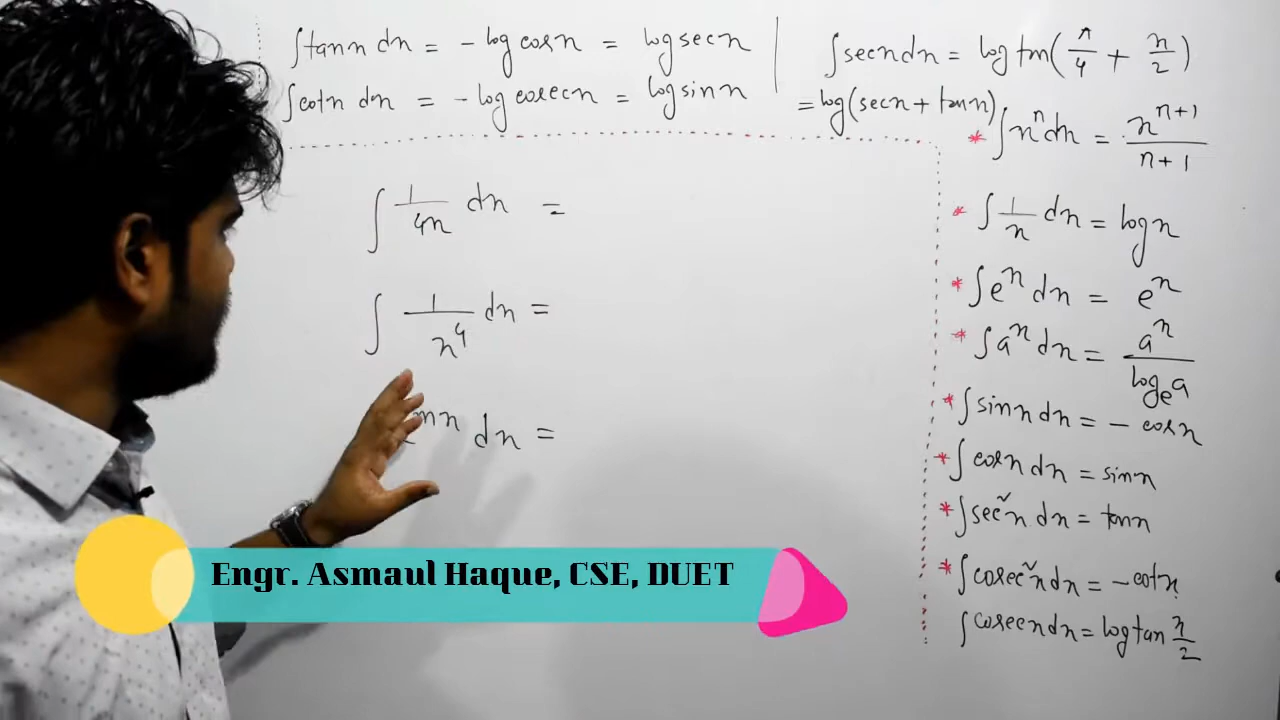 ∫tanx dx = - log cosx = log secx
∫cotx dx = - log cosecx = log sinx
∫secx dx = log tan(π/4 + x/2)
= log(secx + tanx)
* ∫xⁿ dx = xⁿ⁺¹/n+1
∫ 1/4x dx =
* ∫ 1/x dx = log x
∫ 1/x⁴ dx =
* ∫eˣ dx = eˣ
* ∫aˣ dx = aˣ/logₑa
mx dx =
* ∫sinx dx = - cosx
* ∫cosx dx = sinx
* ∫sec²x dx = tanx
* ∫cosec²x dx = -cotx
∫cosecx dx = log tan x/2
Engr. Asmaul Haque, CSE, DUET